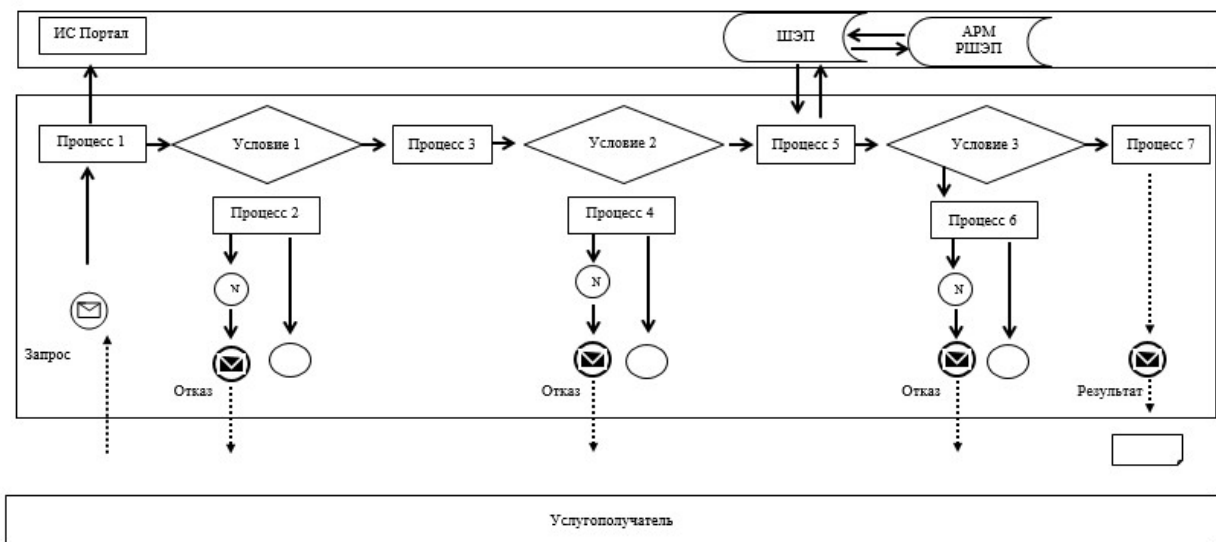 ИС Портал
ШЭП
АРМ
РШЭП
Процесс 1
Условие 1
Процесс 3
Условие 2
Процесс 5
Условие 3
Процесс 7
Процесс 2
Процесс 4
Процесс 6
N
N
N
Запрос
Отказ
Отказ
Отказ
Результат
Услугополучатель